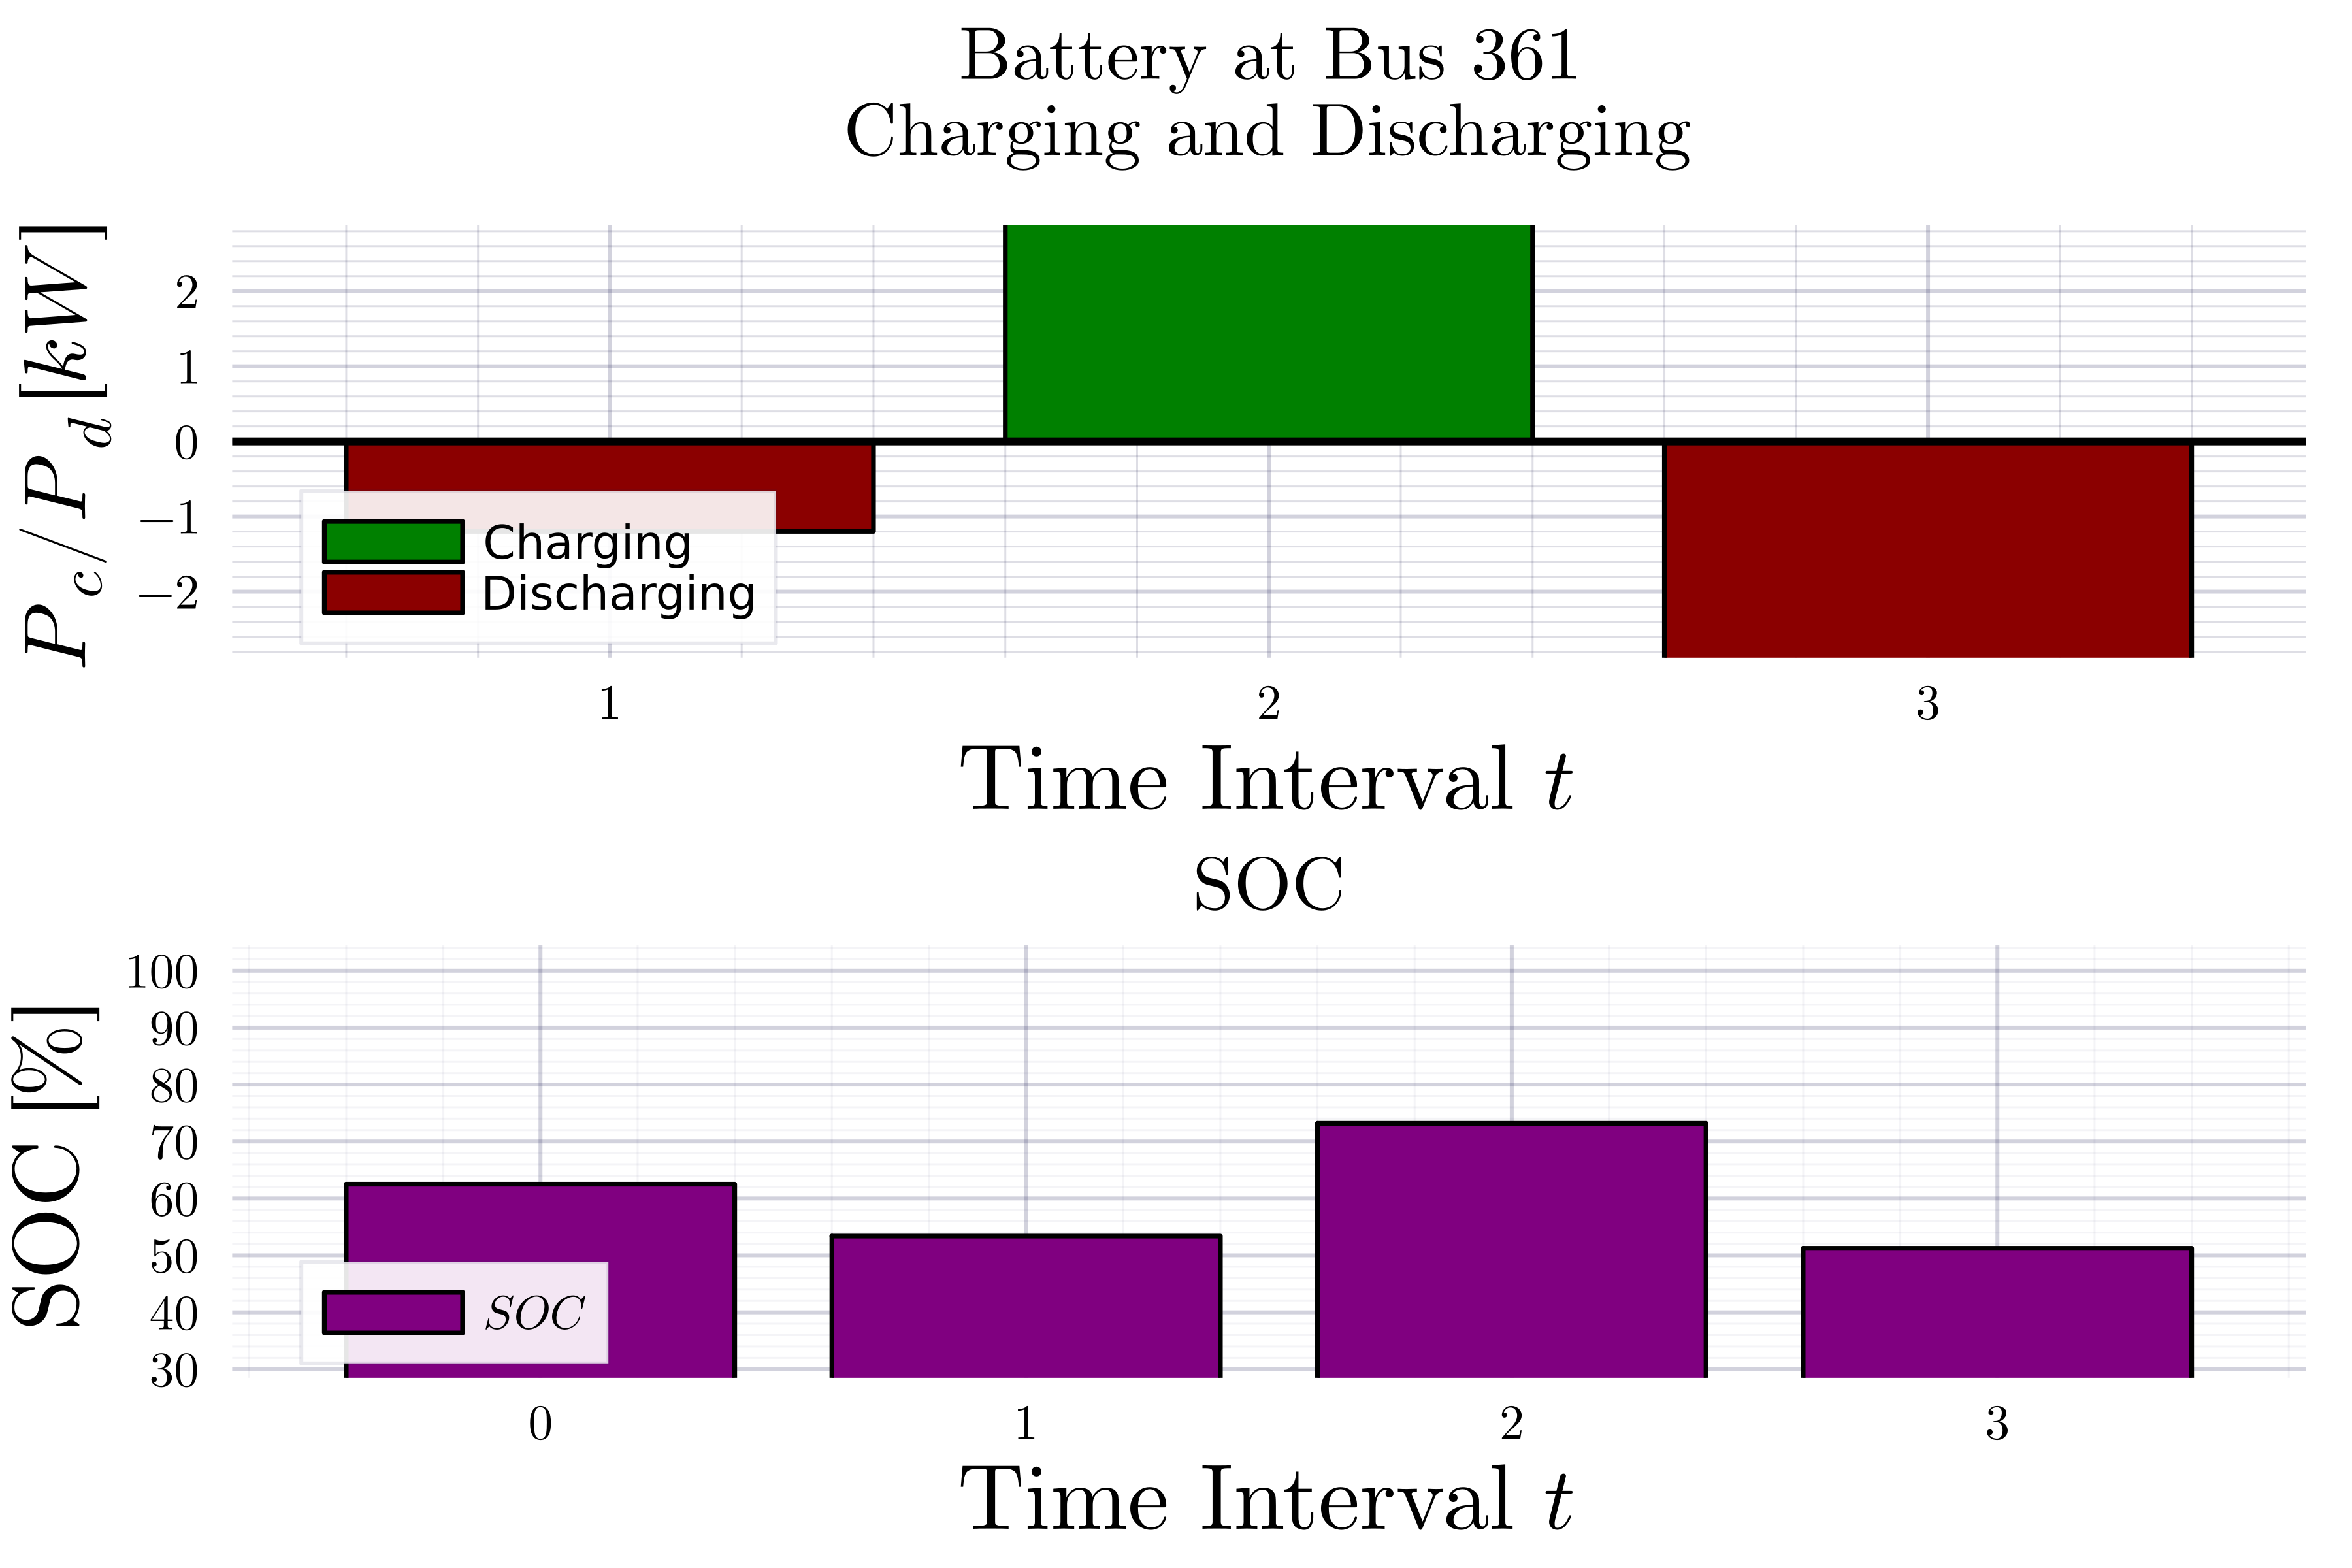 Battery at Bus 361
Charging and Discharging
P_c/P_d [kW]
2
1
0
−1
−2
Charging
Discharging
1 2 3
Time Interval t
SOC
SOC [%]
100
90
80
70
60
50
40
30
SOC
0 1 2 3
Time Interval t